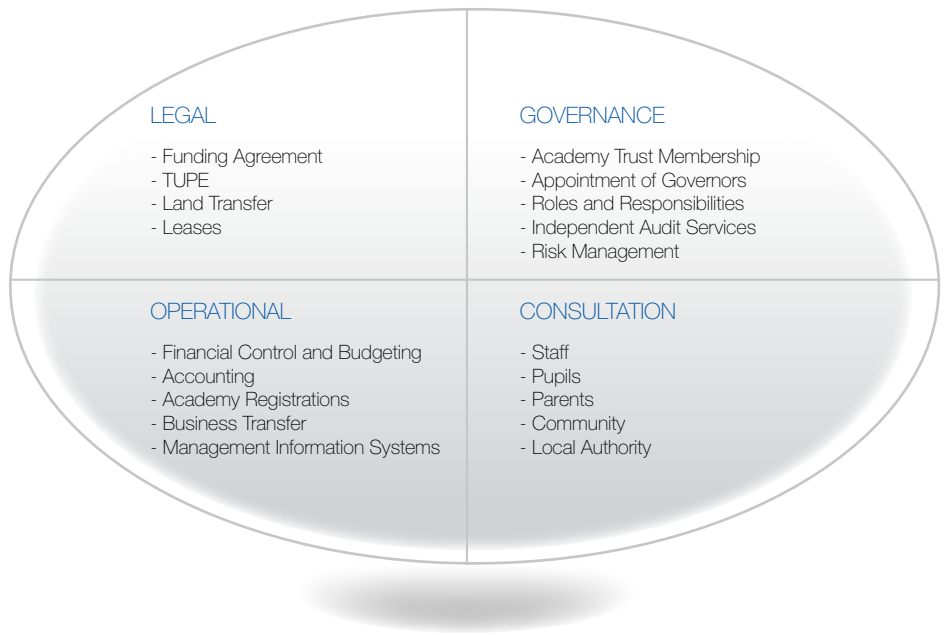 LEGAL
- Funding Agreement
- TUPE
- Land Transfer
- Leases
GOVERNANCE
- Academy Trust Membership
- Appointment of Governors
- Roles and Responsibilities
- Independent Audit Services
- Risk Management
OPERATIONAL
- Financial Control and Budgeting
- Accounting
- Academy Registrations
- Business Transfer
- Management Information Systems
CONSULTATION
- Staff
- Pupils
- Parents
- Community
- Local Authority